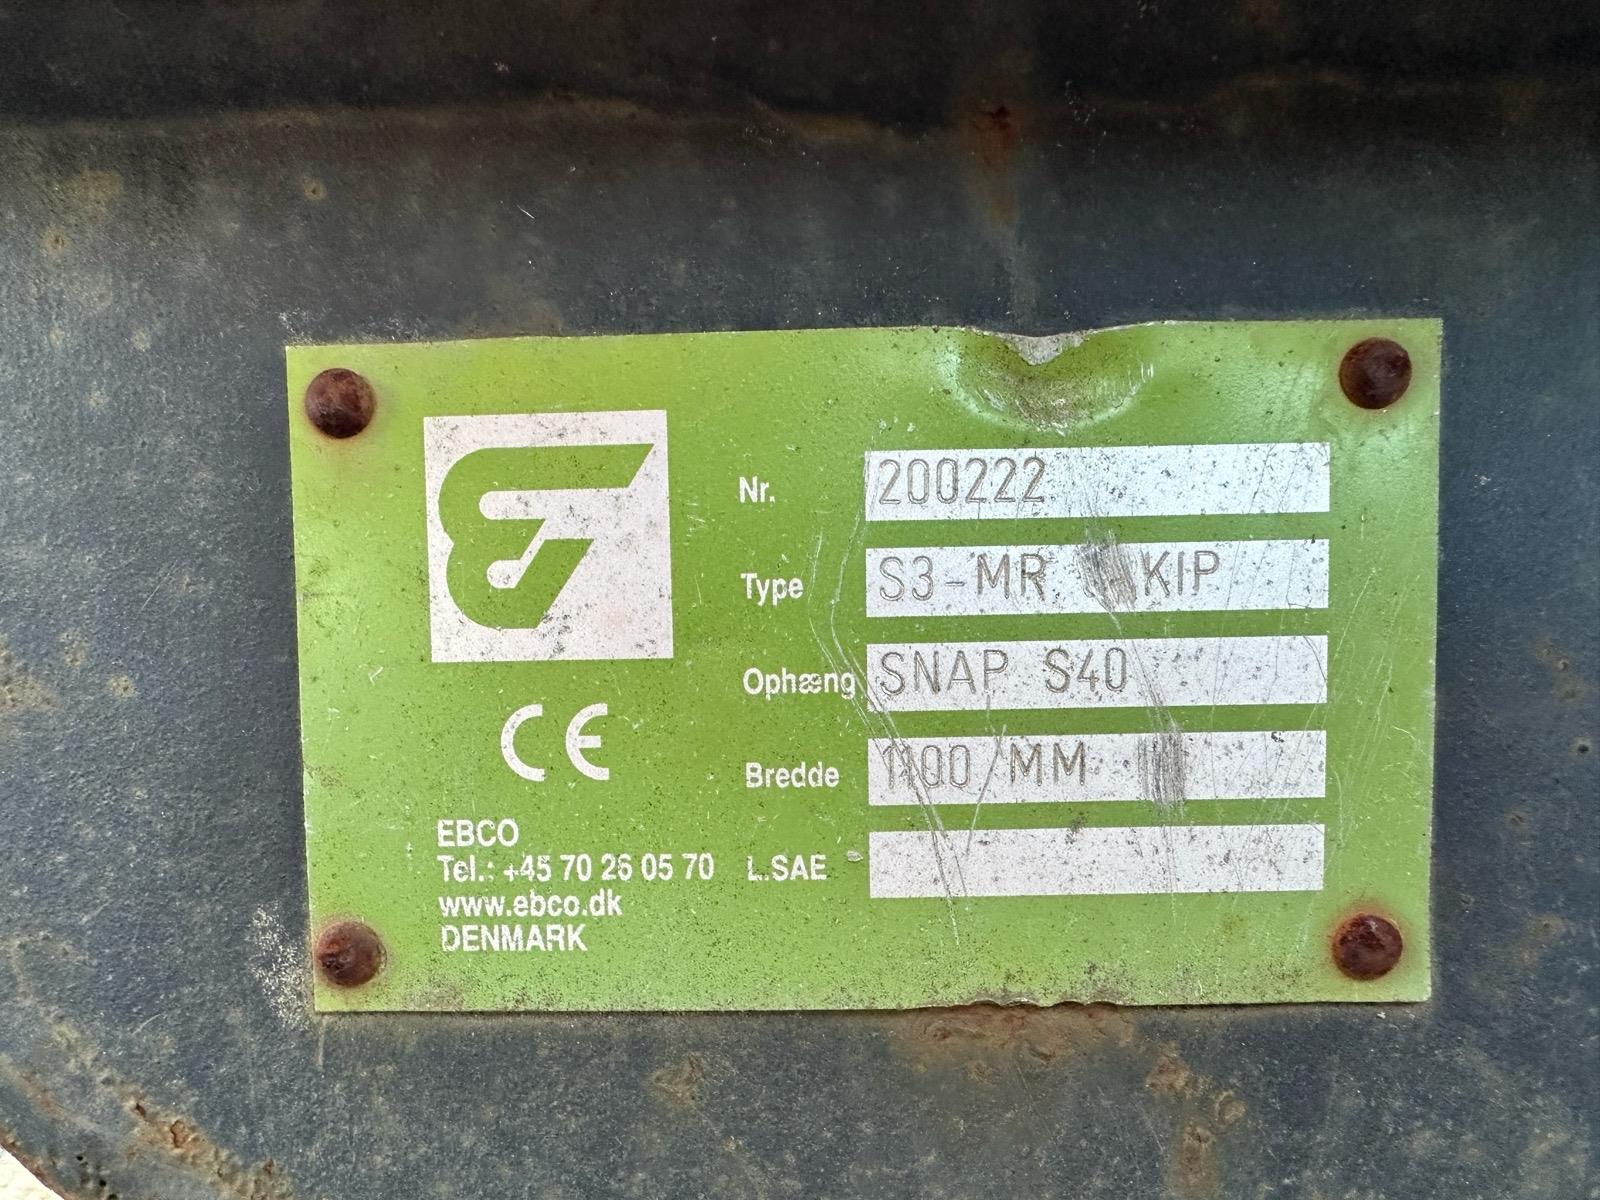 Nr. 200222
Type S3-MR KIP
Ophæng SNAP S40
Bredde 1100 MM
L.SAE
CE
EBCO
Tel.: +45 70 26 05 70
www.ebco.dk
DENMARK